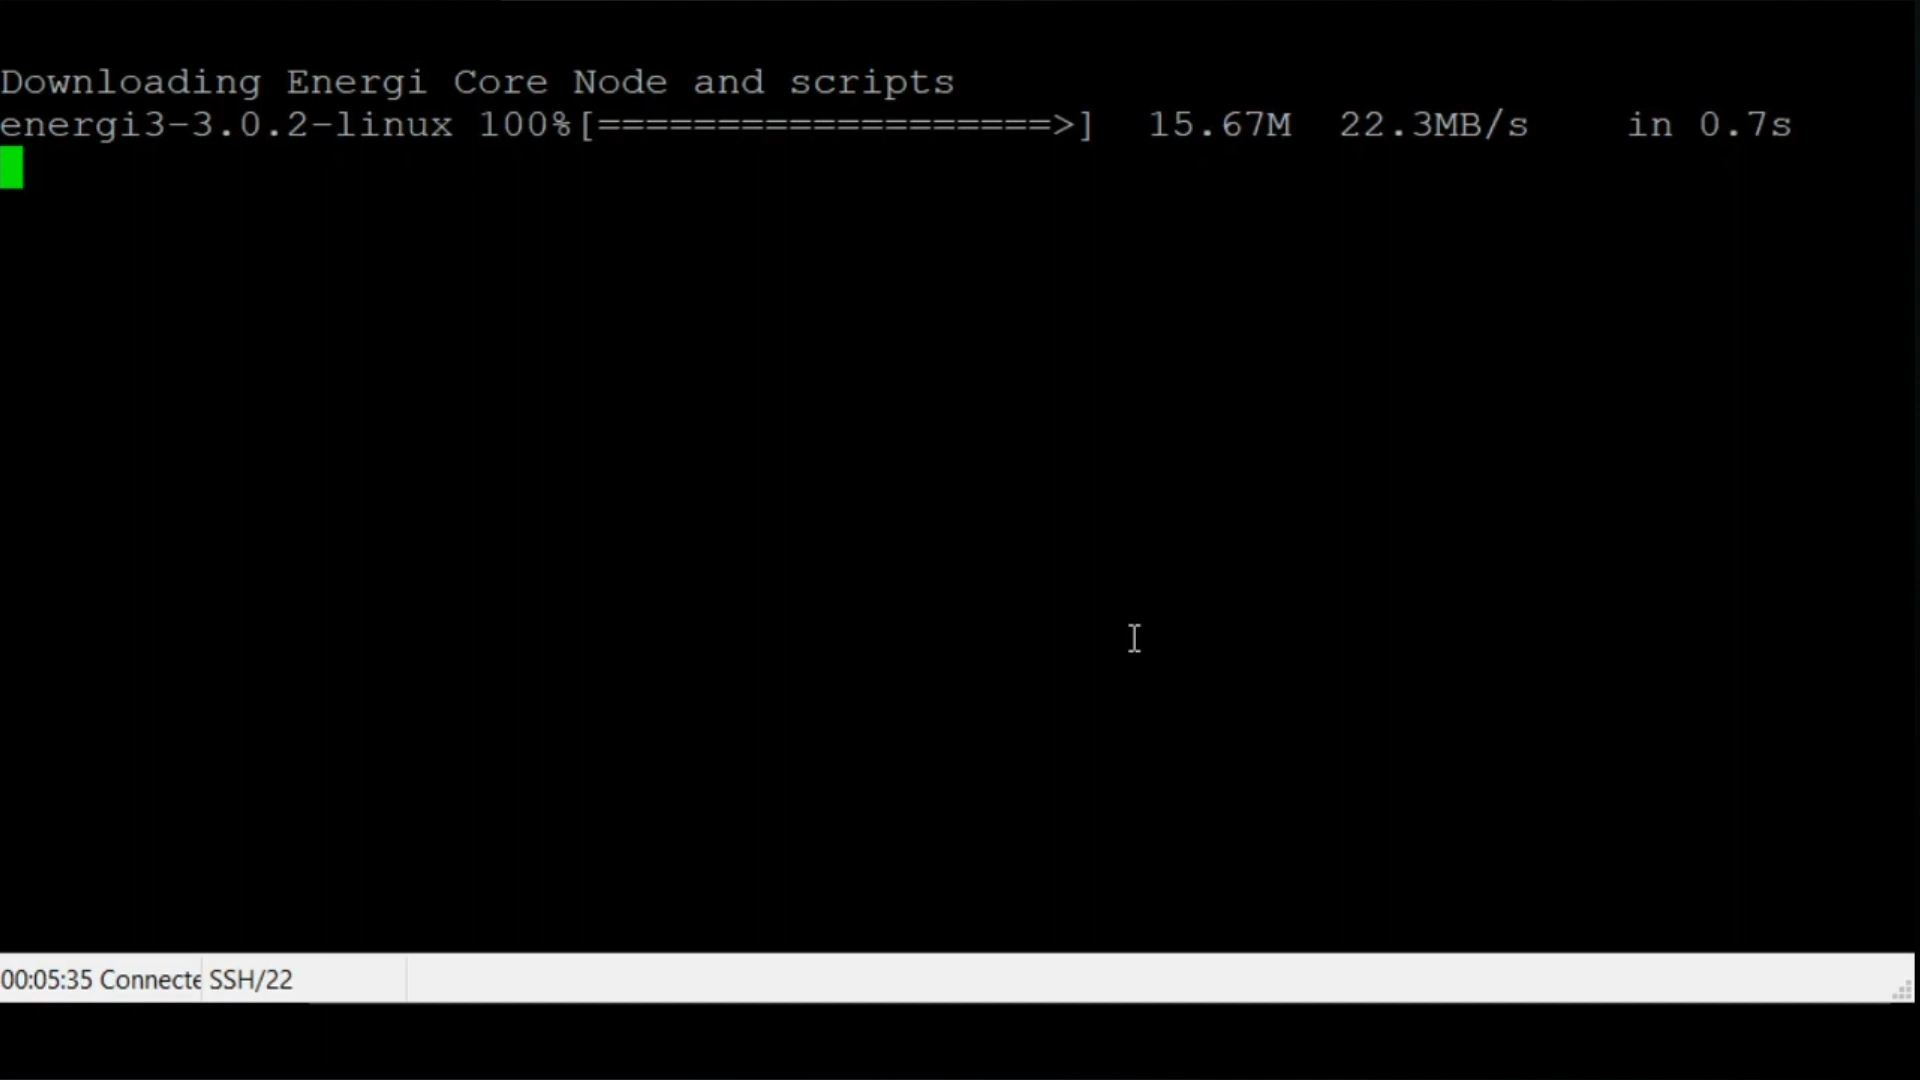 Downloading Energi Core Node and scripts
energi3-3.0.2-linux 100%[===================>] 15.67M 22.3MB/s in 0.7s
00:05:35 Connecte SSH/22